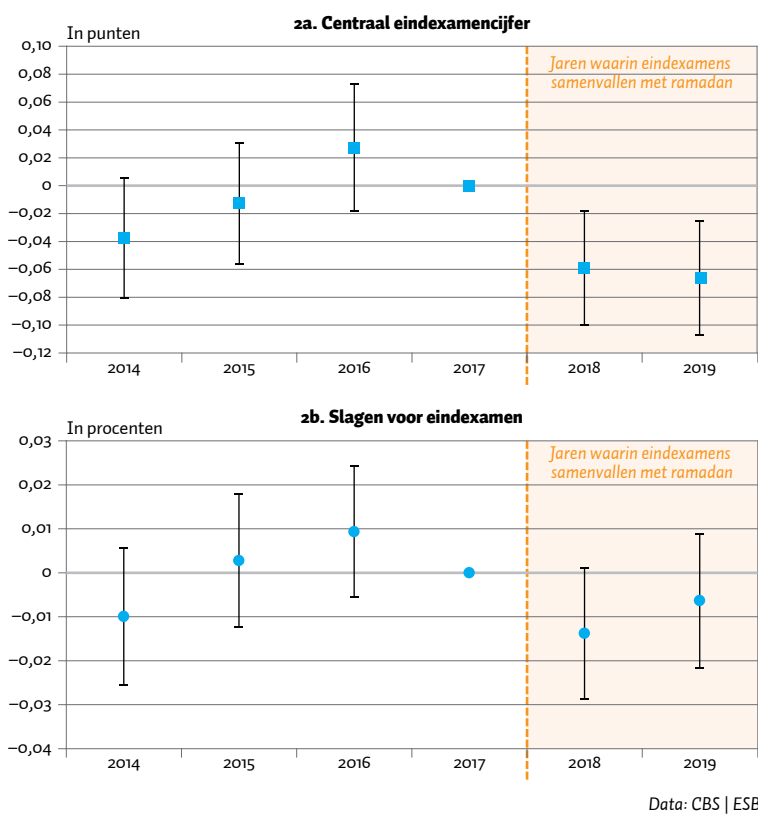 2a. Centraal eindexamencijfer
In punten
0,10
0,08
0,06
0,04
0,02
0
−0,02
−0,04
−0,06
−0,08
−0,10
−0,12
Jaren waarin eindexamens
samenvallen met ramadan
2014 2015 2016 2017 2018 2019
2b. Slagen voor eindexamen
In procenten
0,03
0,02
0,01
0
−0,01
−0,02
−0,03
−0,04
Jaren waarin eindexamens
samenvallen met ramadan
2014 2015 2016 2017 2018 2019
Data: CBS | ESB